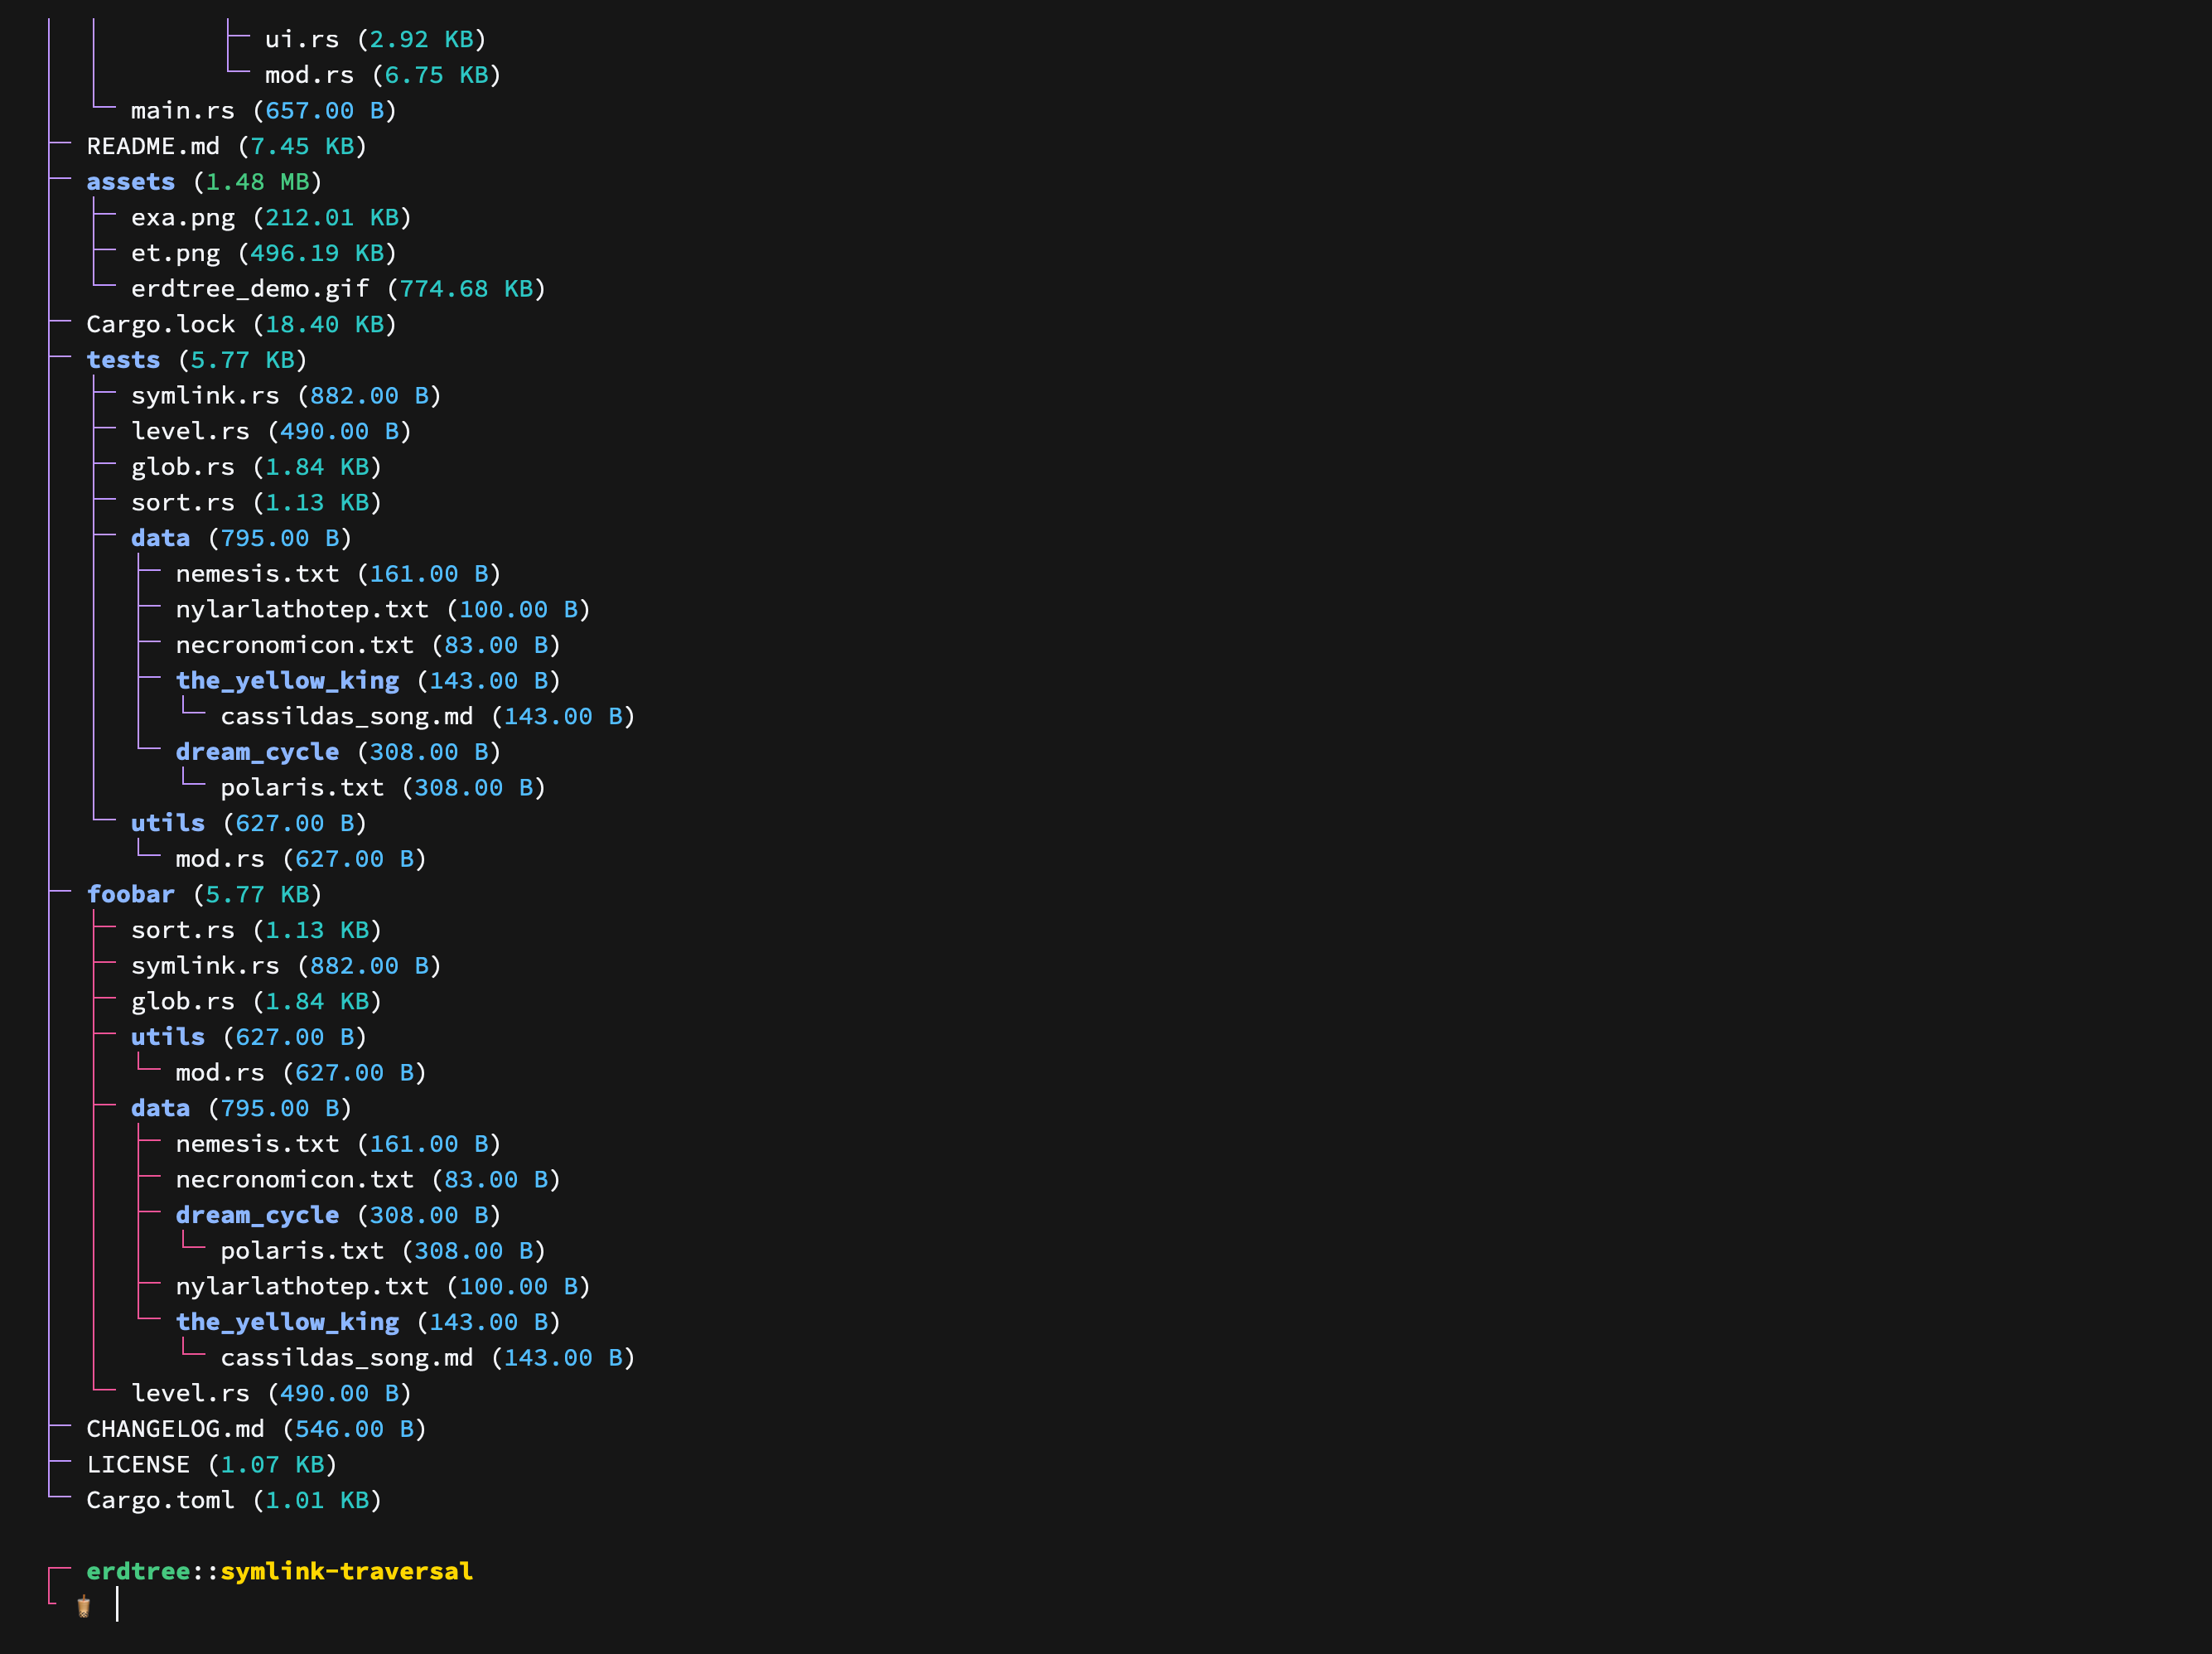 ui.rs (2.92 KB)
mod.rs (6.75 KB)
main.rs (657.00 B)
README.md (7.45 KB)
assets (1.48 MB)
exa.png (212.01 KB)
et.png (496.19 KB)
erdtree_demo.gif (774.68 KB)
Cargo.lock (18.40 KB)
tests (5.77 KB)
symlink.rs (882.00 B)
level.rs (490.00 B)
glob.rs (1.84 KB)
sort.rs (1.13 KB)
data (795.00 B)
nemesis.txt (161.00 B)
nylarlathotep.txt (100.00 B)
necronomicon.txt (83.00 B)
the_yellow_king (143.00 B)
cassildas_song.md (143.00 B)
dream_cycle (308.00 B)
polaris.txt (308.00 B)
utils (627.00 B)
mod.rs (627.00 B)
foobar (5.77 KB)
sort.rs (1.13 KB)
symlink.rs (882.00 B)
glob.rs (1.84 KB)
utils (627.00 B)
mod.rs (627.00 B)
data (795.00 B)
nemesis.txt (161.00 B)
necronomicon.txt (83.00 B)
dream_cycle (308.00 B)
polaris.txt (308.00 B)
nylarlathotep.txt (100.00 B)
the_yellow_king (143.00 B)
cassildas_song.md (143.00 B)
level.rs (490.00 B)
CHANGELOG.md (546.00 B)
LICENSE (1.07 KB)
Cargo.toml (1.01 KB)
erdtree::symlink-traversal